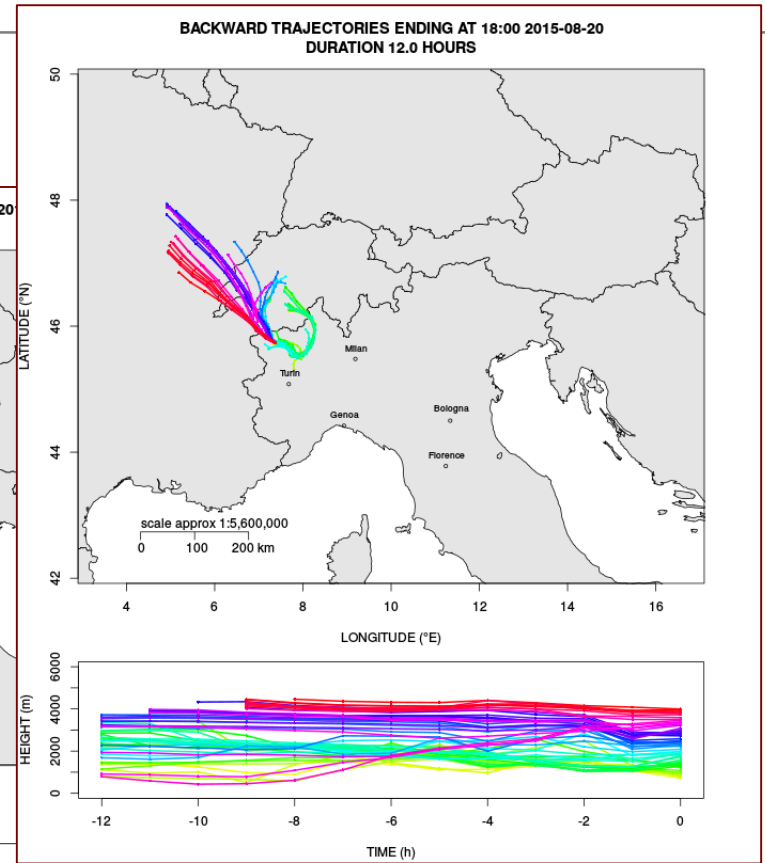 BACKWARD TRAJECTORIES ENDING AT 18:00 2015-08-20
DURATION 12.0 HOURS
20
50
48
46
44
42
LATITUDE (°N)
Milan
Turin
Genoa
Bologna
Florence
scale approx 1:5,600,000
0 100 200 km
4 6 8 10 12 14 16
LONGITUDE (°E)
6000
4000
2000
0
HEIGHT (m)
-12 -10 -8 -6 -4 -2 0
TIME (h)